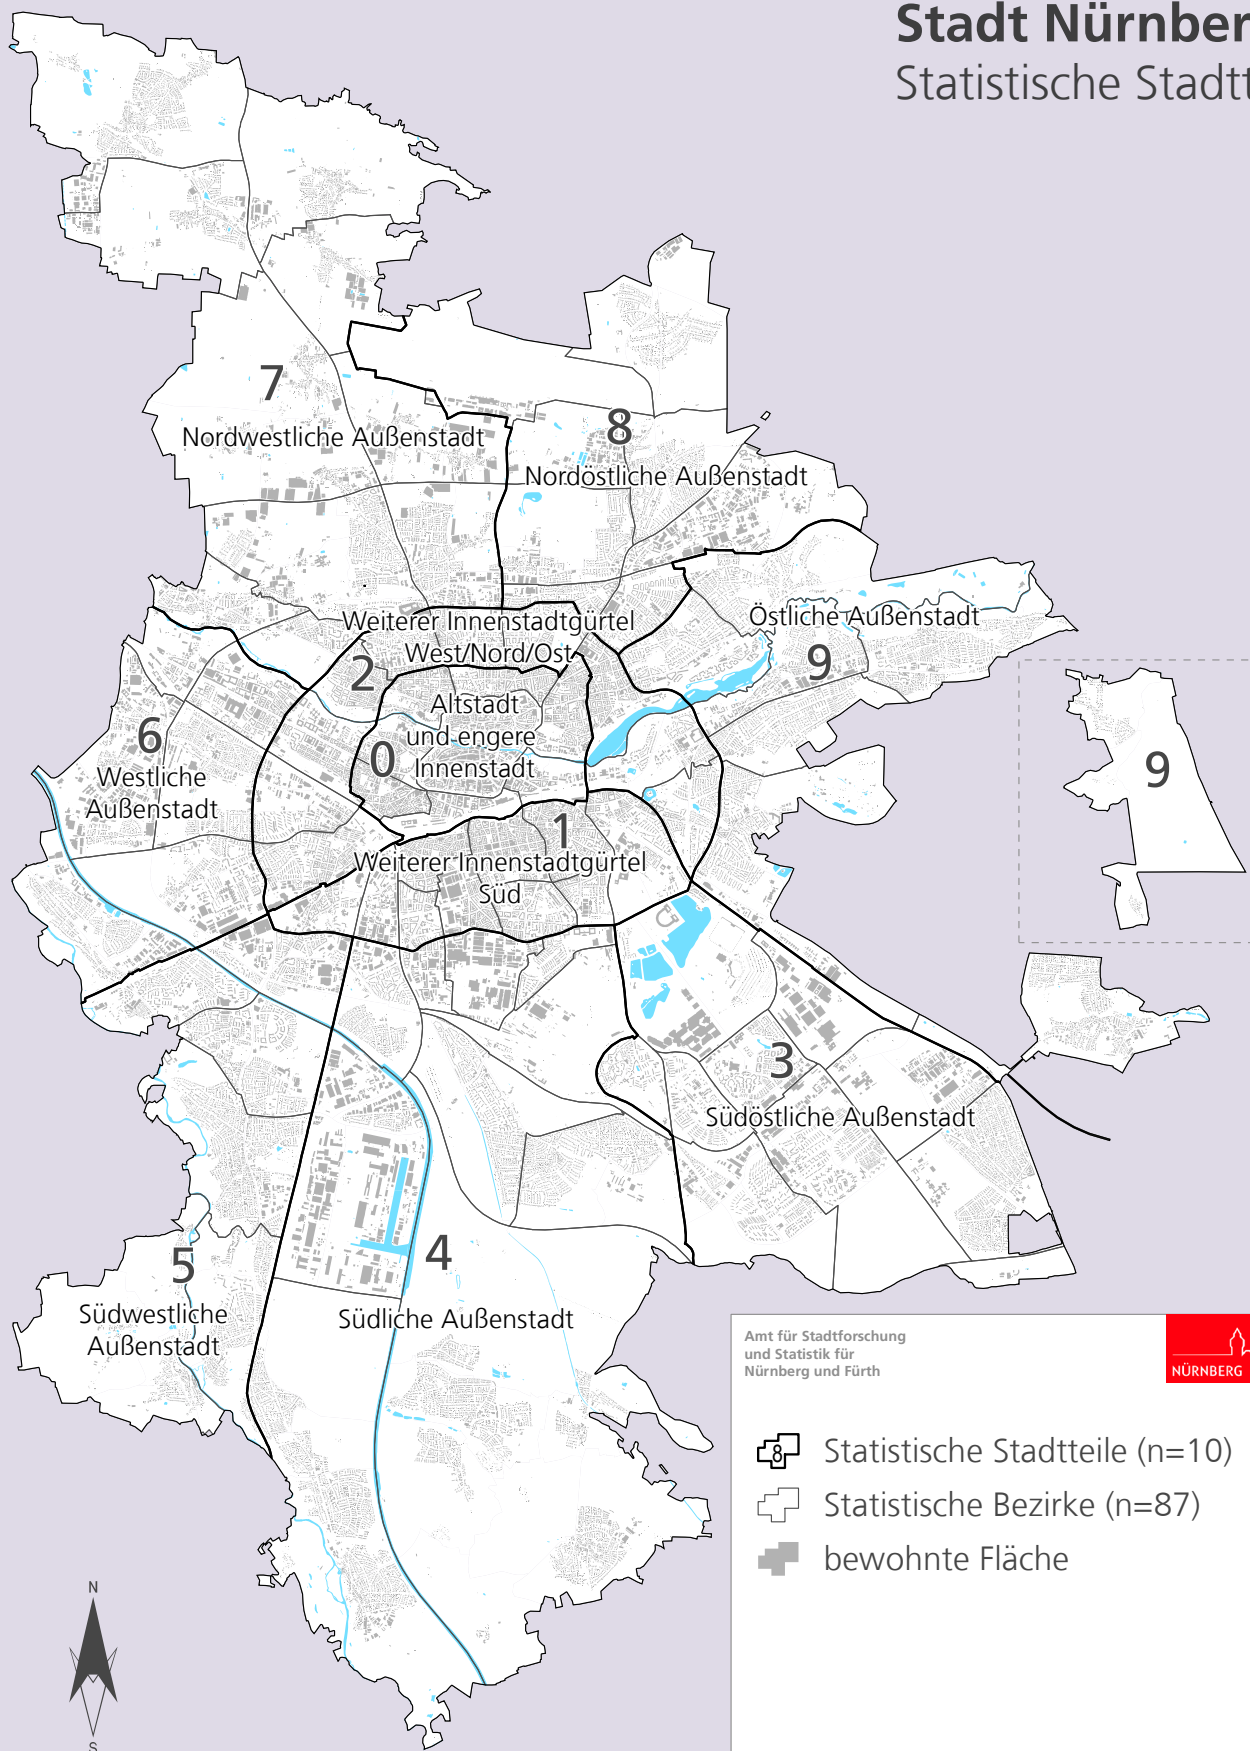 Stadt Nürnber
Statistische Stadtt
7
Nordwestliche Außenstadt
8
Nordöstliche Außenstadt
Weiterer Innenstadtgürtel
West/Nord/Ost
2
Östliche Außenstadt
9
Altstadt
und engere
Innenstadt
0
6
Westliche
Außenstadt
9
1
Weiterer Innenstadtgürtel
Süd
3
Südöstliche Außenstadt
4
Südliche Außenstadt
5
Südwestliche
Außenstadt
Amt für Stadtforschung
und Statistik für
Nürnberg und Fürth
NÜRNBERG
8
Statistische Stadtteile (n=10)
Statistische Bezirke (n=87)
bewohnte Fläche
N
S